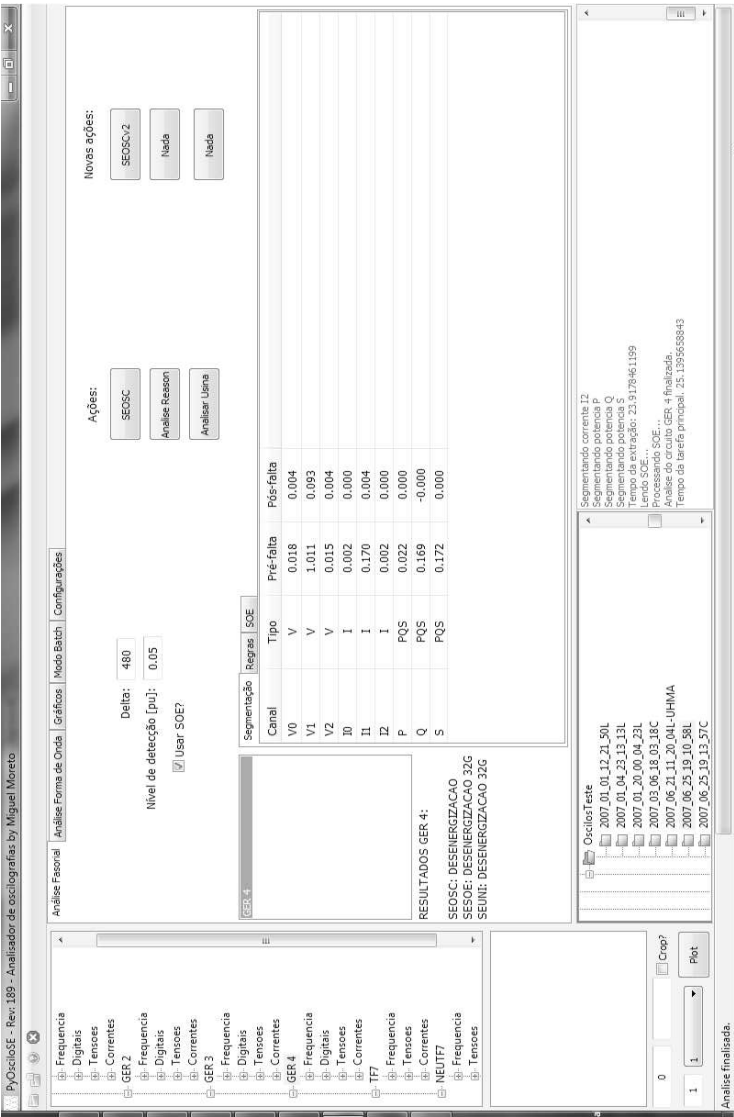 PyOsciloSE - Rev: 189 - Analisador de oscilografias by Miguel Moreto
Frequencia
Digitais
Tensoes
Correntes
GER 2
Frequencia
Digitais
Tensoes
Correntes
GER 3
Frequencia
Digitais
Tensoes
Correntes
GER 4
Frequencia
Digitais
Tensoes
Correntes
TF7
Frequencia
Tensoes
Correntes
NEUTF7
Frequencia
Tensoes
0
Crop?
1
1
Plot
Análise Fasorial
Análise Forma de Onda
Gráficos
Modo Batch
Configurações
Delta: 480
Nível de detecção [pu]: 0.05
Usar SOE?
Ações:
SEOSC
Analise Reason
Analisar Usina
Novas ações:
SEOSCv2
Nada
Nada
GER 4
RESULTADOS GER 4:
SEOSC: DESENERGIZACAO
SESOE: DESENERGIZACAO 32G
SEUNI: DESENERGIZACAO 32G
Segmentação
Regras
SOE
Canal Tipo Pré-falta Pós-falta
V0 V 0.018 0.004
V1 V 1.011 0.093
V2 V 0.015 0.004
I0 I 0.002 0.000
I1 I 0.170 0.004
I2 I 0.002 0.000
P PQS 0.022 0.000
Q PQS 0.169 -0.000
S PQS 0.172 0.000
OscilosTeste
2007_01_01_12_21_50L
2007_01_04_23_13_13L
2007_01_20_00_04_23L
2007_03_06_18_03_18C
2007_06_21_11_20_04L-UHMA
2007_06_25_19_10_58L
2007_06_25_19_13_57C
Segmentando corrente I2
Segmentando potencia P
Segmentando potencia Q
Segmentando potencia S
Tempo da extração: 23.9178461199
Lendo SOE...
Processando SOE...
Analise do circuito GER 4 finalizada.
Tempo da tarefa principal. 25.1395658843
Analise finalisada.